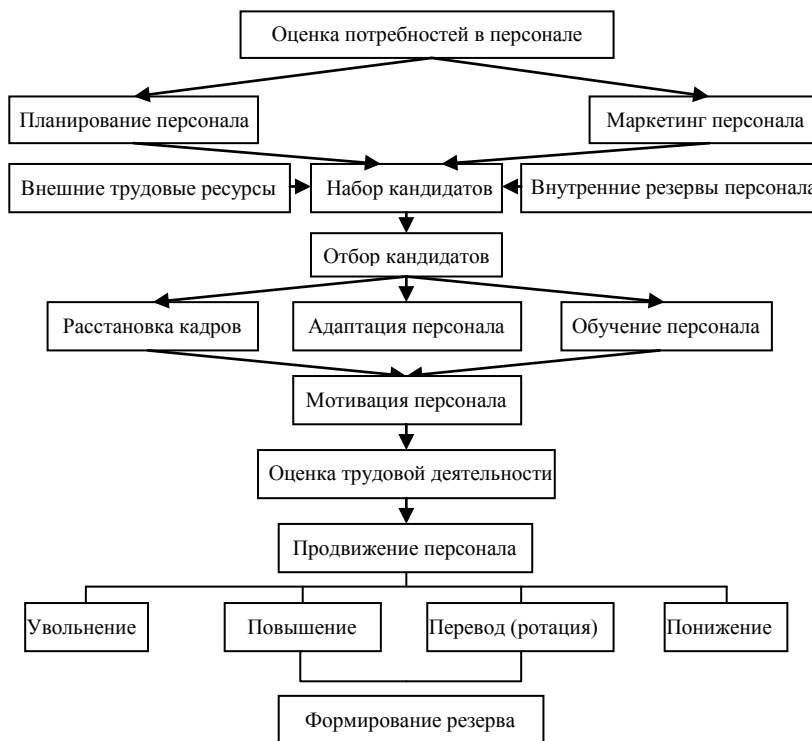 Оценка потребностей в персонале
Планирование персонала
Маркетинг персонала
Внешние трудовые ресурсы
Набор кандидатов
Внутренние резервы персонала
Отбор кандидатов
Расстановка кадров
Адаптация персонала
Обучение персонала
Мотивация персонала
Оценка трудовой деятельности
Продвижение персонала
Увольнение
Повышение
Перевод (ротация)
Понижение
Формирование резерва